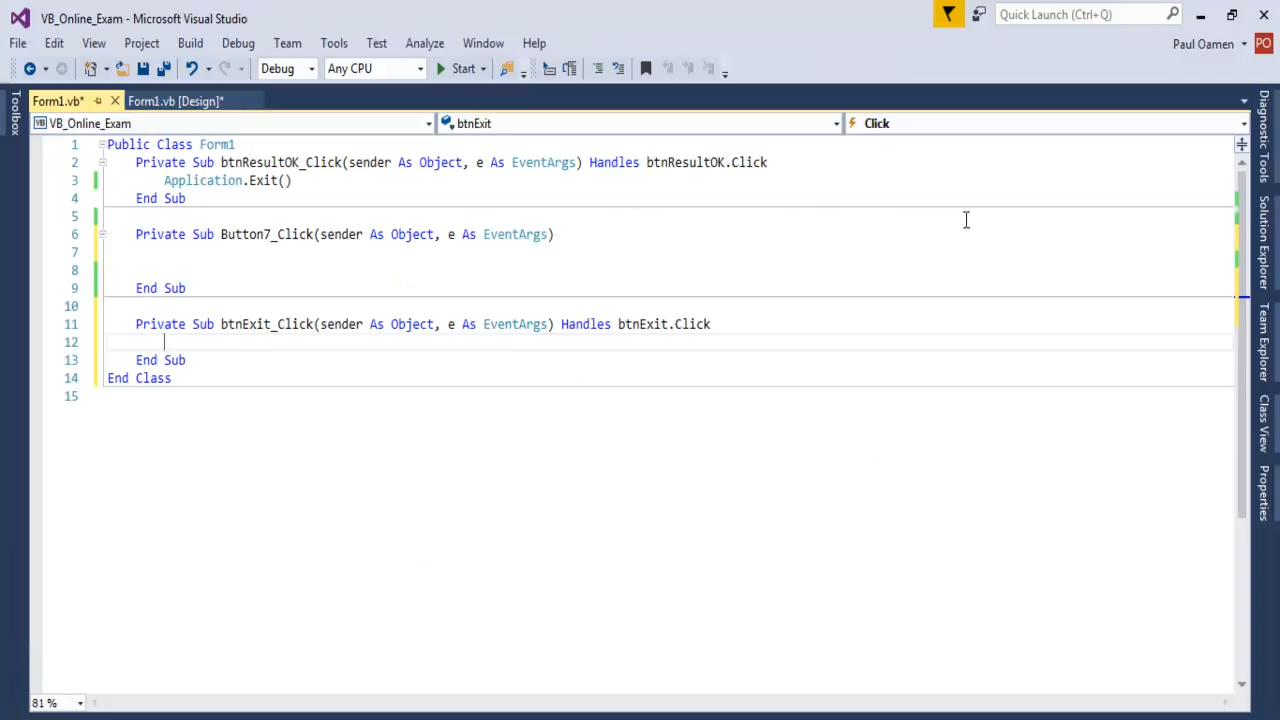 VB_Online_Exam - Microsoft Visual Studio
Quick Launch (Ctrl+Q)
File Edit View Project Build Debug Team Tools Test Analyze Window Help
Paul Oamen
PO
Debug
Any CPU
Start
Form1.vb*
Form1.vb [Design]*
VB_Online_Exam
btnExit
Click
1 Public Class Form1
2 Private Sub btnResultOK_Click(sender As Object, e As EventArgs) Handles btnResultOK.Click
3 Application.Exit()
4 End Sub
5
6 Private Sub Button7_Click(sender As Object, e As EventArgs)
7
8
9 End Sub
10
11 Private Sub btnExit_Click(sender As Object, e As EventArgs) Handles btnExit.Click
12
13 End Sub
14 End Class
15
81 %
Toolbox
Diagnostic Tools
Solution Explorer
Team Explorer
Class View
Properties